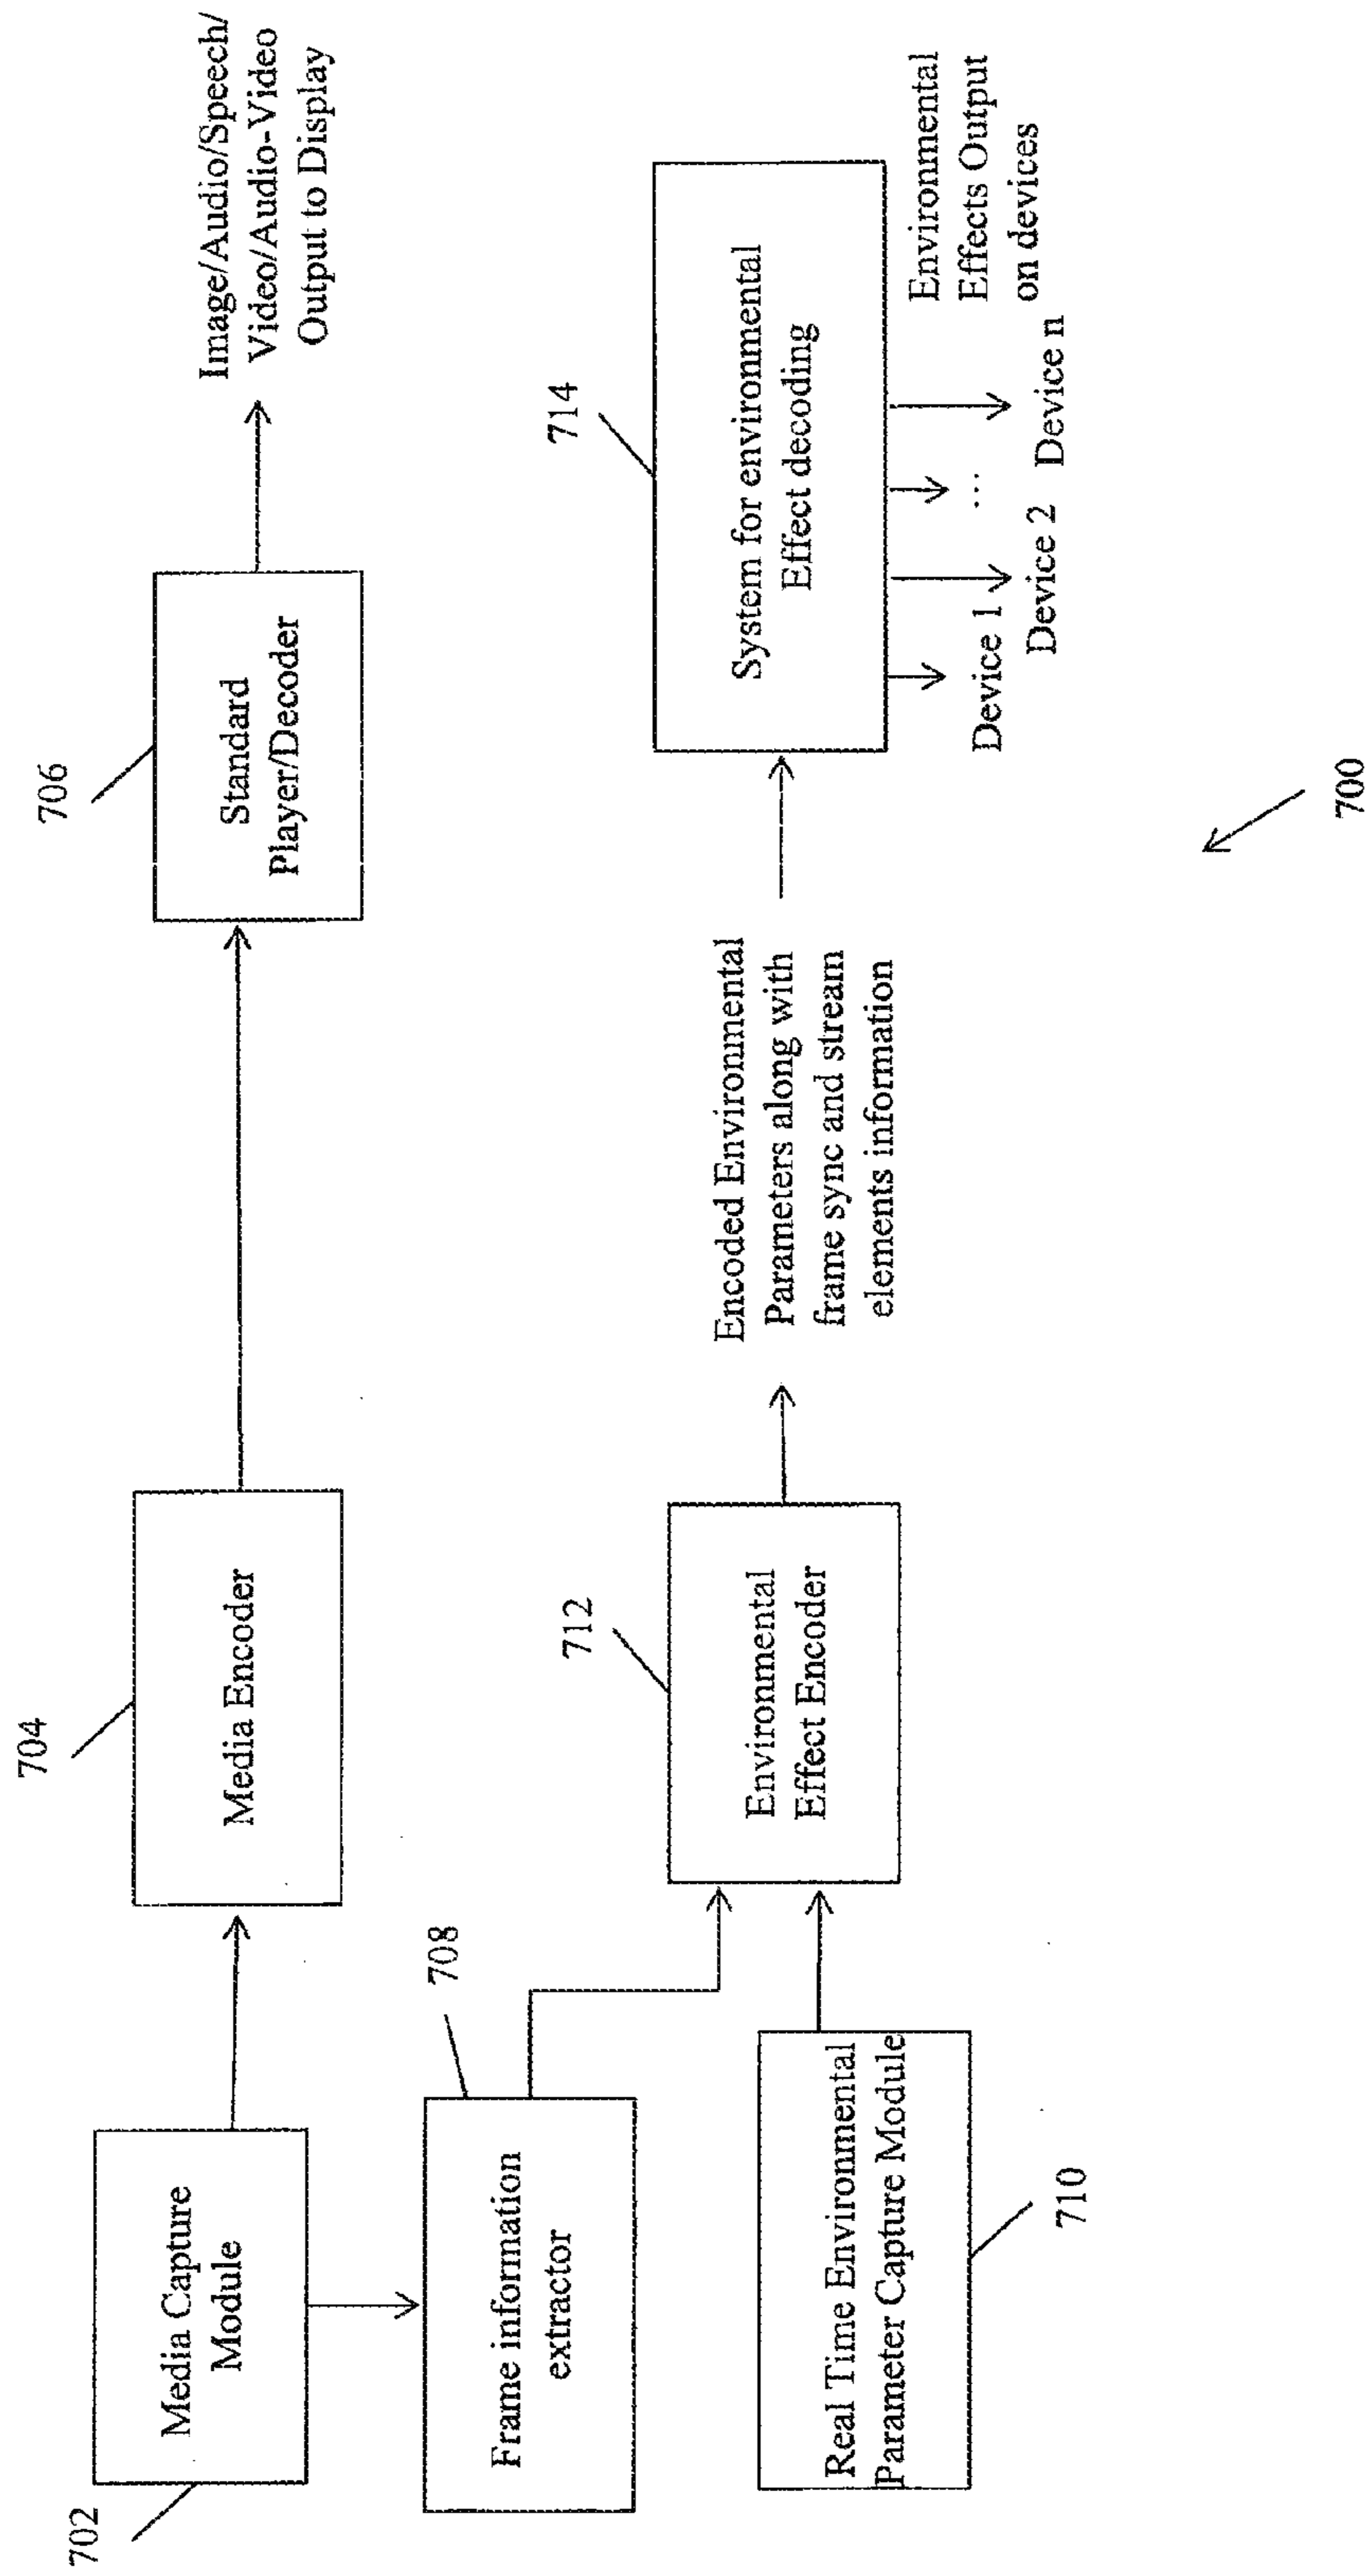 702
Media Capture
Module
704
Media Encoder
706
Standard
Player/Decoder
Image/Audio/Speech/
Video/Audio-Video
Output to Display
708
Frame information
extractor
Real Time Environmental
Parameter Capture Module
710
712
Environmental
Effect Encoder
Encoded Environmental
Parameters along with
frame sync and stream
elements information
714
System for environmental
Effect decoding
Device 1
Device 2
...
Device n
Environmental
Effects Output
on devices
700